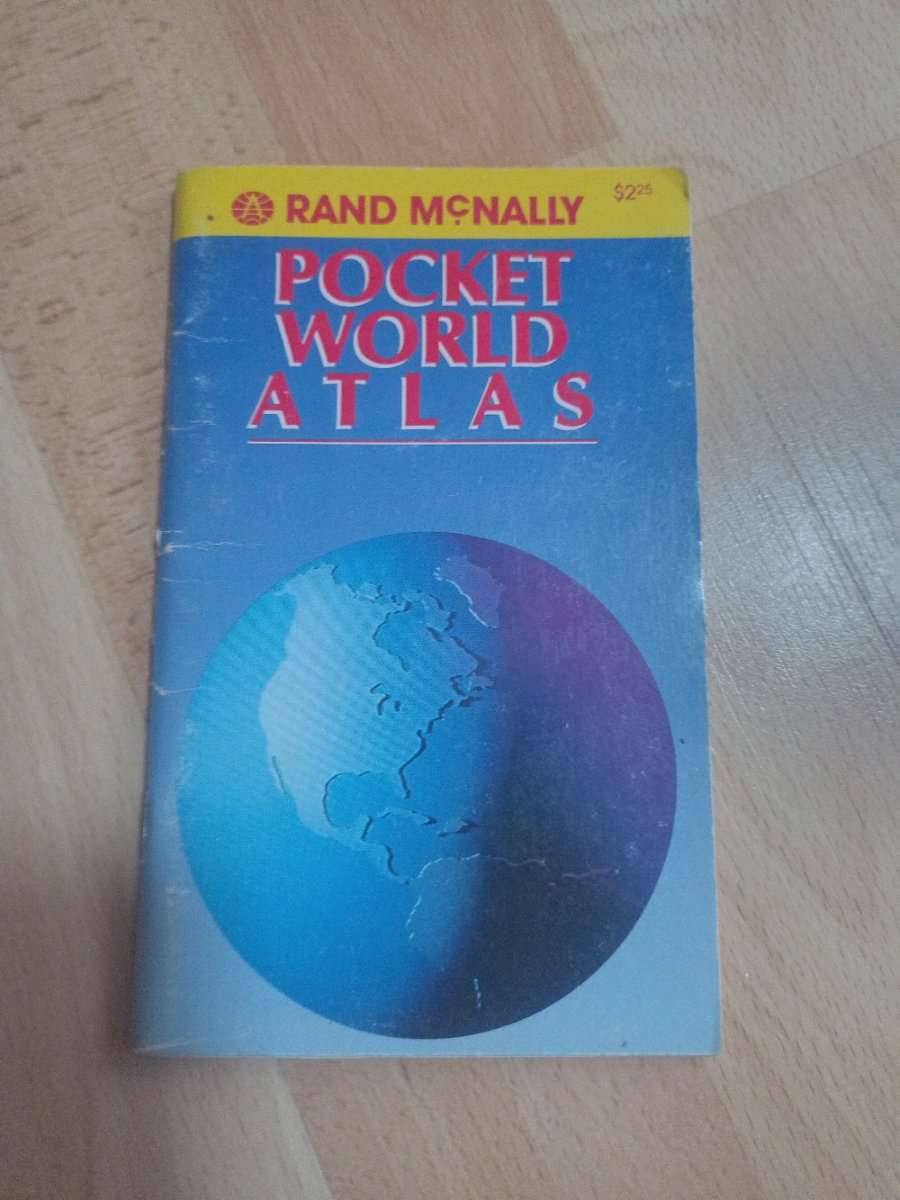 RAND McNALLY
$2.25
POCKET
WORLD
ATLAS